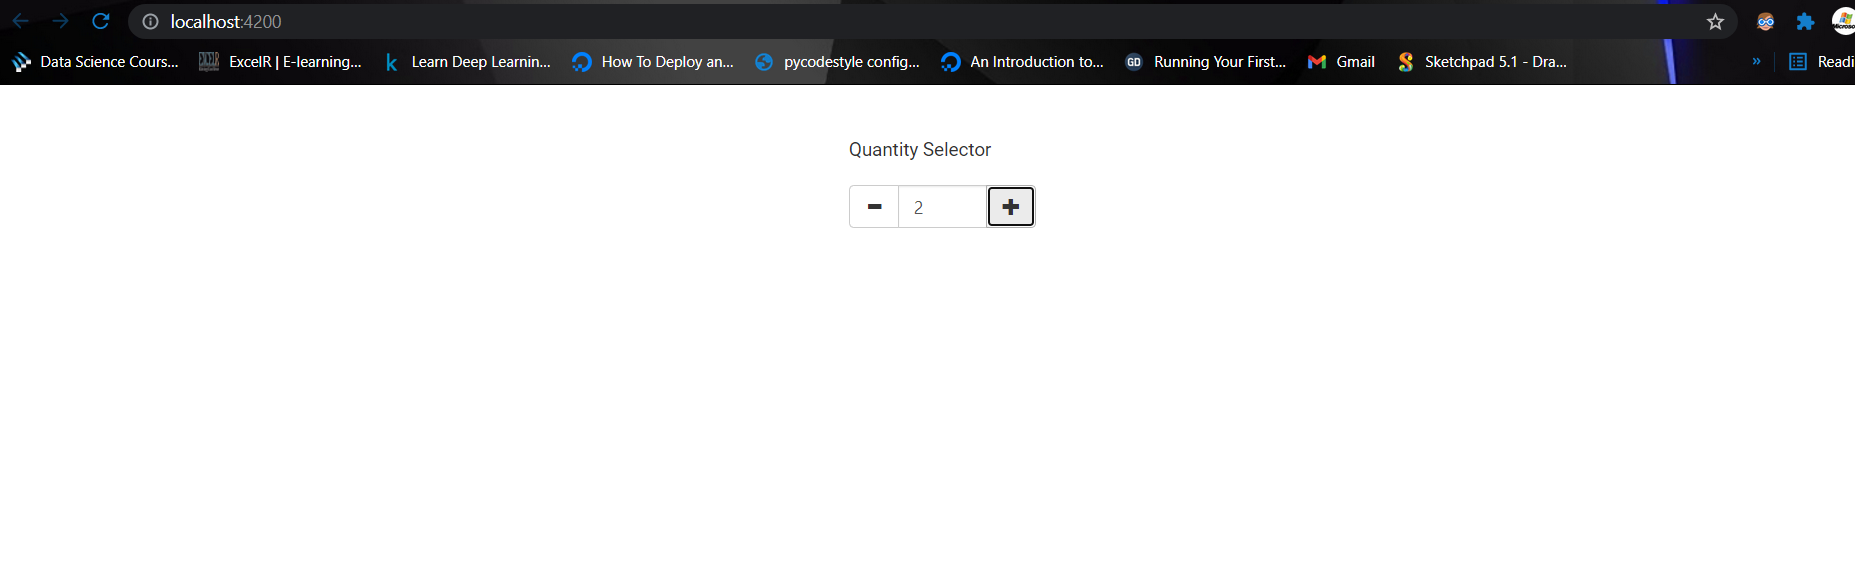 localhost:4200
Data Science Cours... ExcelR | E-learning... Learn Deep Learnin... How To Deploy an... pycodestyle config... An Introduction to... GD Running Your First... Gmail Sketchpad 5.1 - Dra... » Readi
Quantity Selector
2